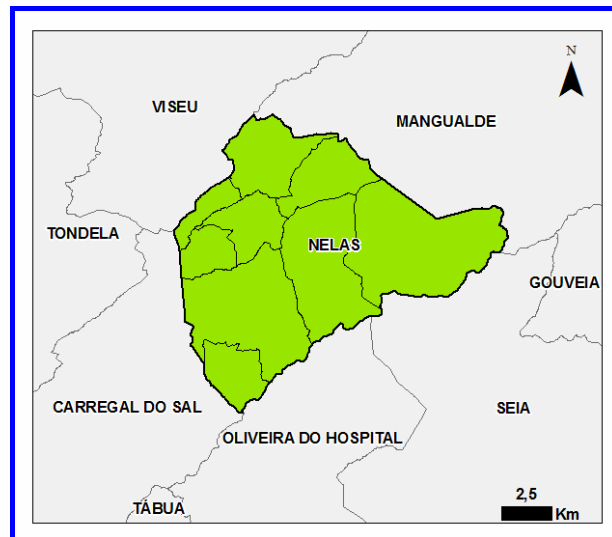 N
VISEU
MANGUALDE
TONDELA
NELAS
GOUVEIA
CARREGAL DO SAL
SEIA
OLIVEIRA DO HOSPITAL
2,5
Km
TÁBUA